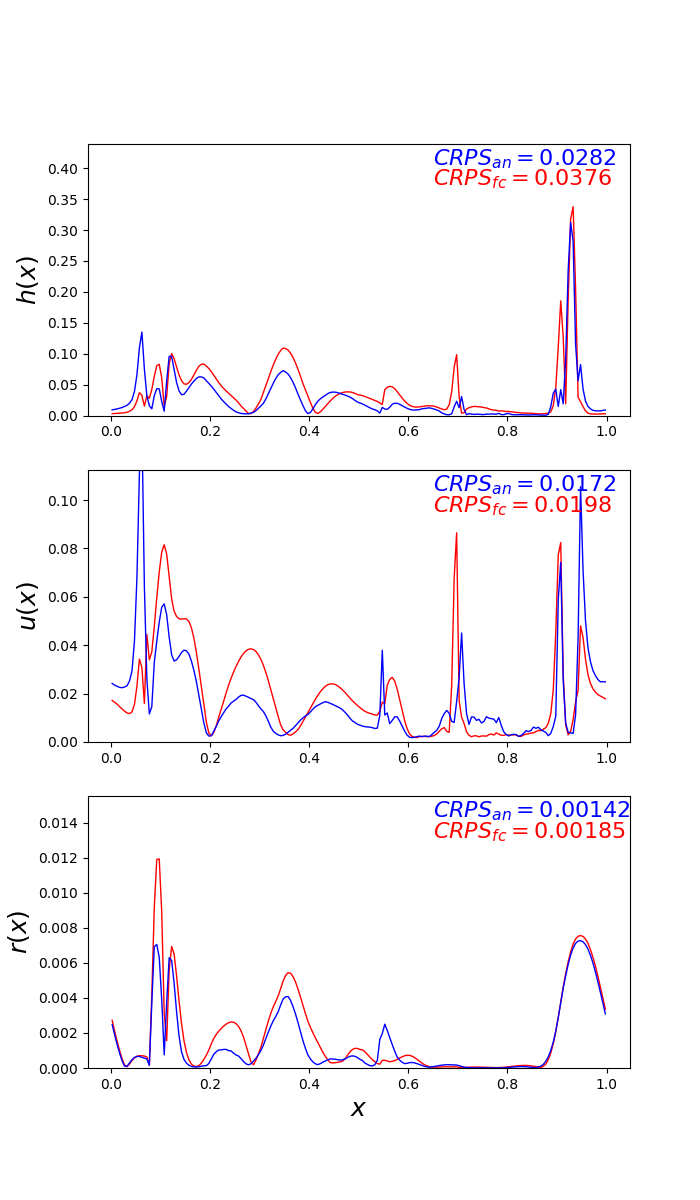 CRPS_an = 0.0282
CRPS_fc = 0.0376
0.40
0.35
0.30
0.25
0.20
0.15
0.10
0.05
0.00
h(x)
0.0 0.2 0.4 0.6 0.8 1.0
CRPS_an = 0.0172
CRPS_fc = 0.0198
0.10
0.08
0.06
0.04
0.02
0.00
u(x)
0.0 0.2 0.4 0.6 0.8 1.0
CRPS_an = 0.00142
CRPS_fc = 0.00185
0.014
0.012
0.010
0.008
0.006
0.004
0.002
0.000
r(x)
0.0 0.2 0.4 0.6 0.8 1.0
x